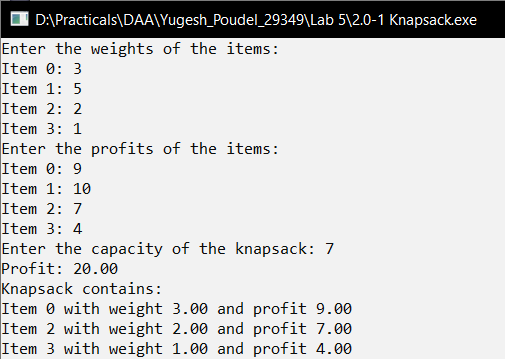 D:\Practicals\DAA\Yugesh_Poudel_29349\Lab 5\2.0-1 Knapsack.exe
Enter the weights of the items:
Item 0: 3
Item 1: 5
Item 2: 2
Item 3: 1
Enter the profits of the items:
Item 0: 9
Item 1: 10
Item 2: 7
Item 3: 4
Enter the capacity of the knapsack: 7
Profit: 20.00
Knapsack contains:
Item 0 with weight 3.00 and profit 9.00
Item 2 with weight 2.00 and profit 7.00
Item 3 with weight 1.00 and profit 4.00